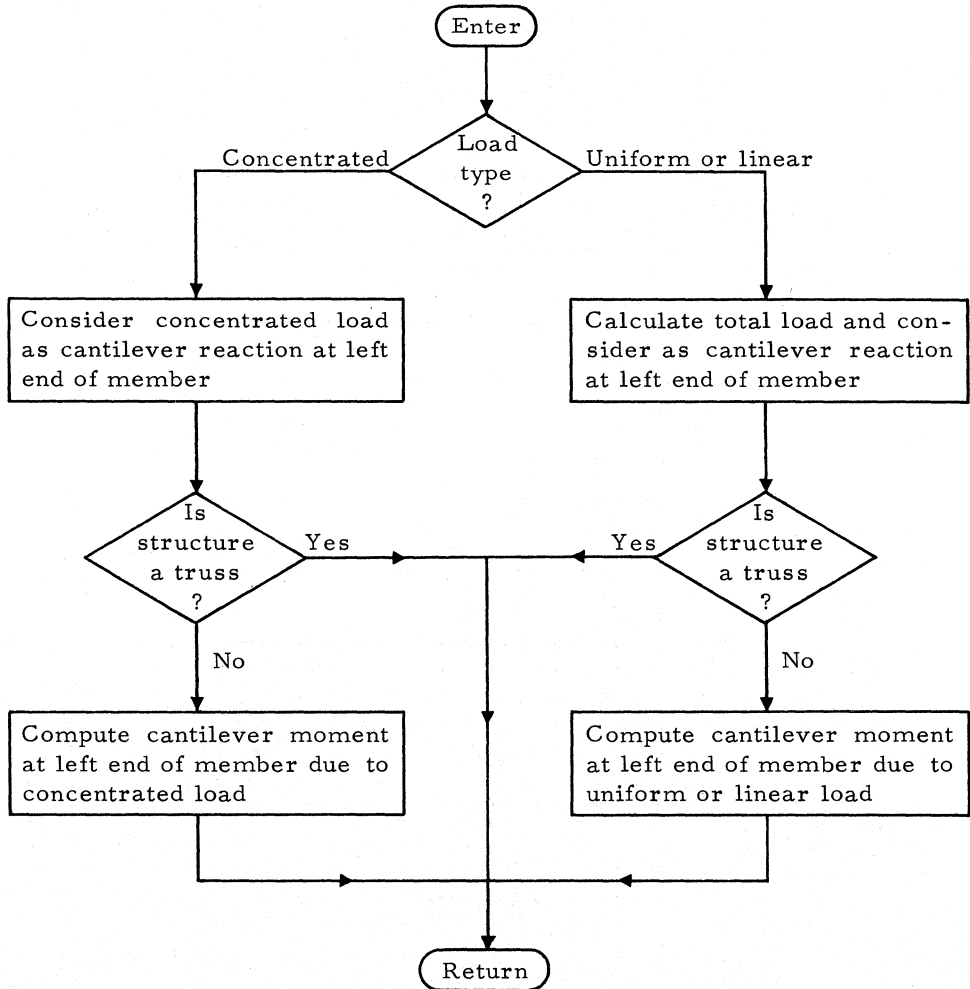 Enter
Load
type
?
Concentrated
Uniform or linear
Consider concentrated load
as cantilever reaction at left
end of member
Calculate total load and con-
sider as cantilever reaction
at left end of member
Is
structure
a truss
?
Yes
Yes
Is
structure
a truss
?
No
No
Compute cantilever moment
at left end of member due to
concentrated load
Compute cantilever moment
at left end of member due to
uniform or linear load
Return